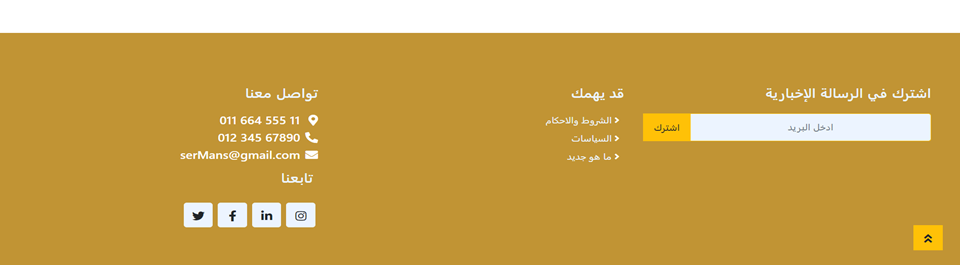 اشترك في الرسالة الإخبارية
ادخل البريد
اشترك
قد يهمك
الشروط والاحكام
السياسات
ما هو جديد
تواصل معنا
011 664 555 11
012 345 67890
serMans@gmail.com
تابعنا